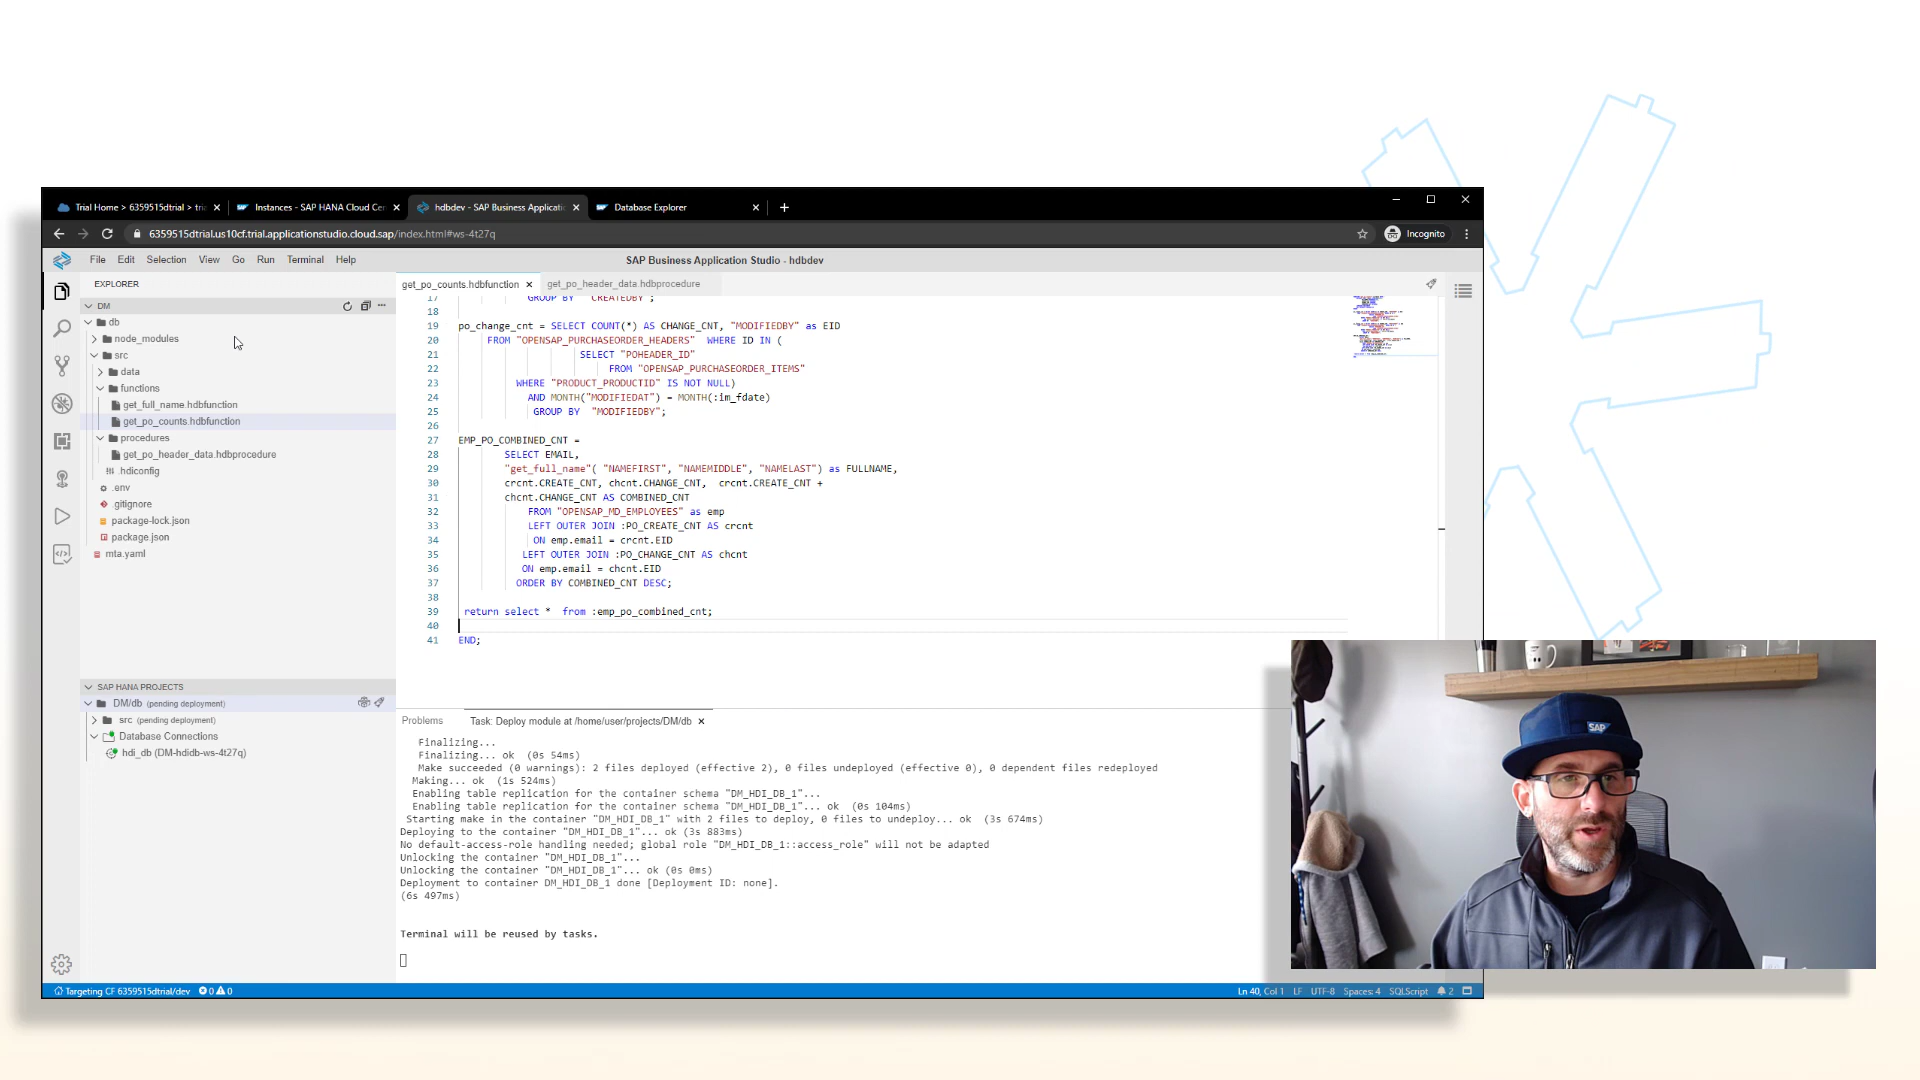 Trial Home > 6359515dtrial > tri
Instances - SAP HANA Cloud Cen
hdbdev - SAP Business Applicati
Database Explorer
6359515dtrial.us10cf.trial.applicationstudio.cloud.sap/index.html#ws-4t27q
Incognito
File Edit Selection View Go Run Terminal Help
SAP Business Application Studio - hdbdev
EXPLORER
get_po_counts.hdbfunction
get_po_header_data.hdbprocedure
DM
db
node_modules
src
data
functions
get_full_name.hdbfunction
get_po_counts.hdbfunction
procedures
get_po_header_data.hdbprocedure
.hdiconfig
.env
.gitignore
package-lock.json
package.json
mta.yaml
17 GROUP BY "CREATEDBY";
18
19 po_change_cnt = SELECT COUNT(*) AS CHANGE_CNT, "MODIFIEDBY" as EID
20 FROM "OPENSAP_PURCHASEORDER_HEADERS" WHERE ID IN (
21 SELECT "POHEADER_ID"
22 FROM "OPENSAP_PURCHASEORDER_ITEMS"
23 WHERE "PRODUCT_PRODUCTID" IS NOT NULL)
24 AND MONTH("MODIFIEDAT") = MONTH(:im_fdate)
25 GROUP BY "MODIFIEDBY";
26
27 EMP_PO_COMBINED_CNT =
28 SELECT EMAIL,
29 "get_full_name"( "NAMEFIRST", "NAMEMIDDLE", "NAMELAST") as FULLNAME,
30 crcnt.CREATE_CNT, chcnt.CHANGE_CNT, crcnt.CREATE_CNT +
31 chcnt.CHANGE_CNT AS COMBINED_CNT
32 FROM "OPENSAP_MD_EMPLOYEES" as emp
33 LEFT OUTER JOIN :PO_CREATE_CNT AS crcnt
34 ON emp.email = crcnt.EID
35 LEFT OUTER JOIN :PO_CHANGE_CNT AS chcnt
36 ON emp.email = chcnt.EID
37 ORDER BY COMBINED_CNT DESC;
38
39 return select * from :emp_po_combined_cnt;
40
41 END;
SAP HANA PROJECTS
DM/db (pending deployment)
src (pending deployment)
Database Connections
hdi_db (DM-hdidb-ws-4t27q)
Problems
Task: Deploy module at /home/user/projects/DM/db
Finalizing...
Finalizing... ok (0s 54ms)
Make succeeded (0 warnings): 2 files deployed (effective 2), 0 files undeployed (effective 0), 0 dependent files redeployed
Making... ok (1s 524ms)
Enabling table replication for the container schema "DM_HDI_DB_1"...
Enabling table replication for the container schema "DM_HDI_DB_1"... ok (0s 104ms)
Starting make in the container "DM_HDI_DB_1" with 2 files to deploy, 0 files to undeploy... ok (3s 674ms)
Deploying to the container "DM_HDI_DB_1"... ok (3s 883ms)
No default-access-role handling needed; global role "DM_HDI_DB_1::access_role" will not be adapted
Unlocking the container "DM_HDI_DB_1"...
Unlocking the container "DM_HDI_DB_1"... ok (0s 0ms)
Deployment to container DM_HDI_DB_1 done [Deployment ID: none].
(6s 497ms)
Terminal will be reused by tasks.
Targeting CF 6359515dtrial/dev 0 0
Ln 40, Col 1 LF UTF-8 Spaces: 4 SQLScript 2
SAP